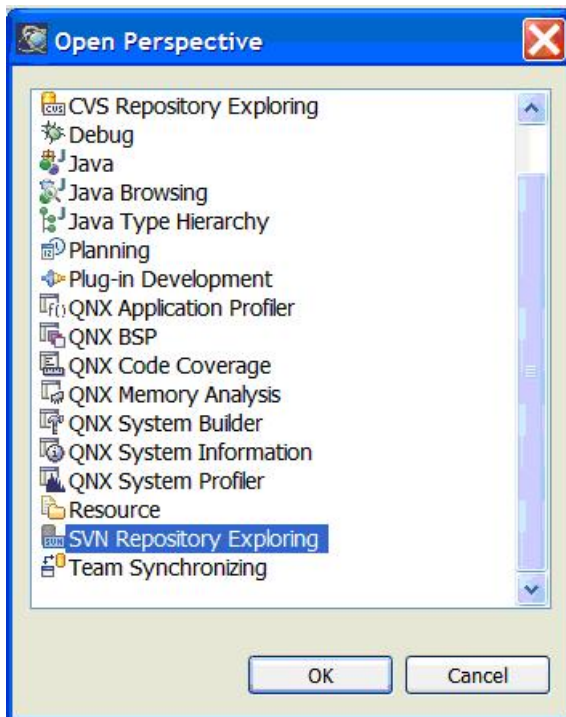 Open Perspective
CVS Repository Exploring
Debug
Java
Java Browsing
Java Type Hierarchy
Planning
Plug-in Development
QNX Application Profiler
QNX BSP
QNX Code Coverage
QNX Memory Analysis
QNX System Builder
QNX System Information
QNX System Profiler
Resource
SVN Repository Exploring
Team Synchronizing
OK Cancel